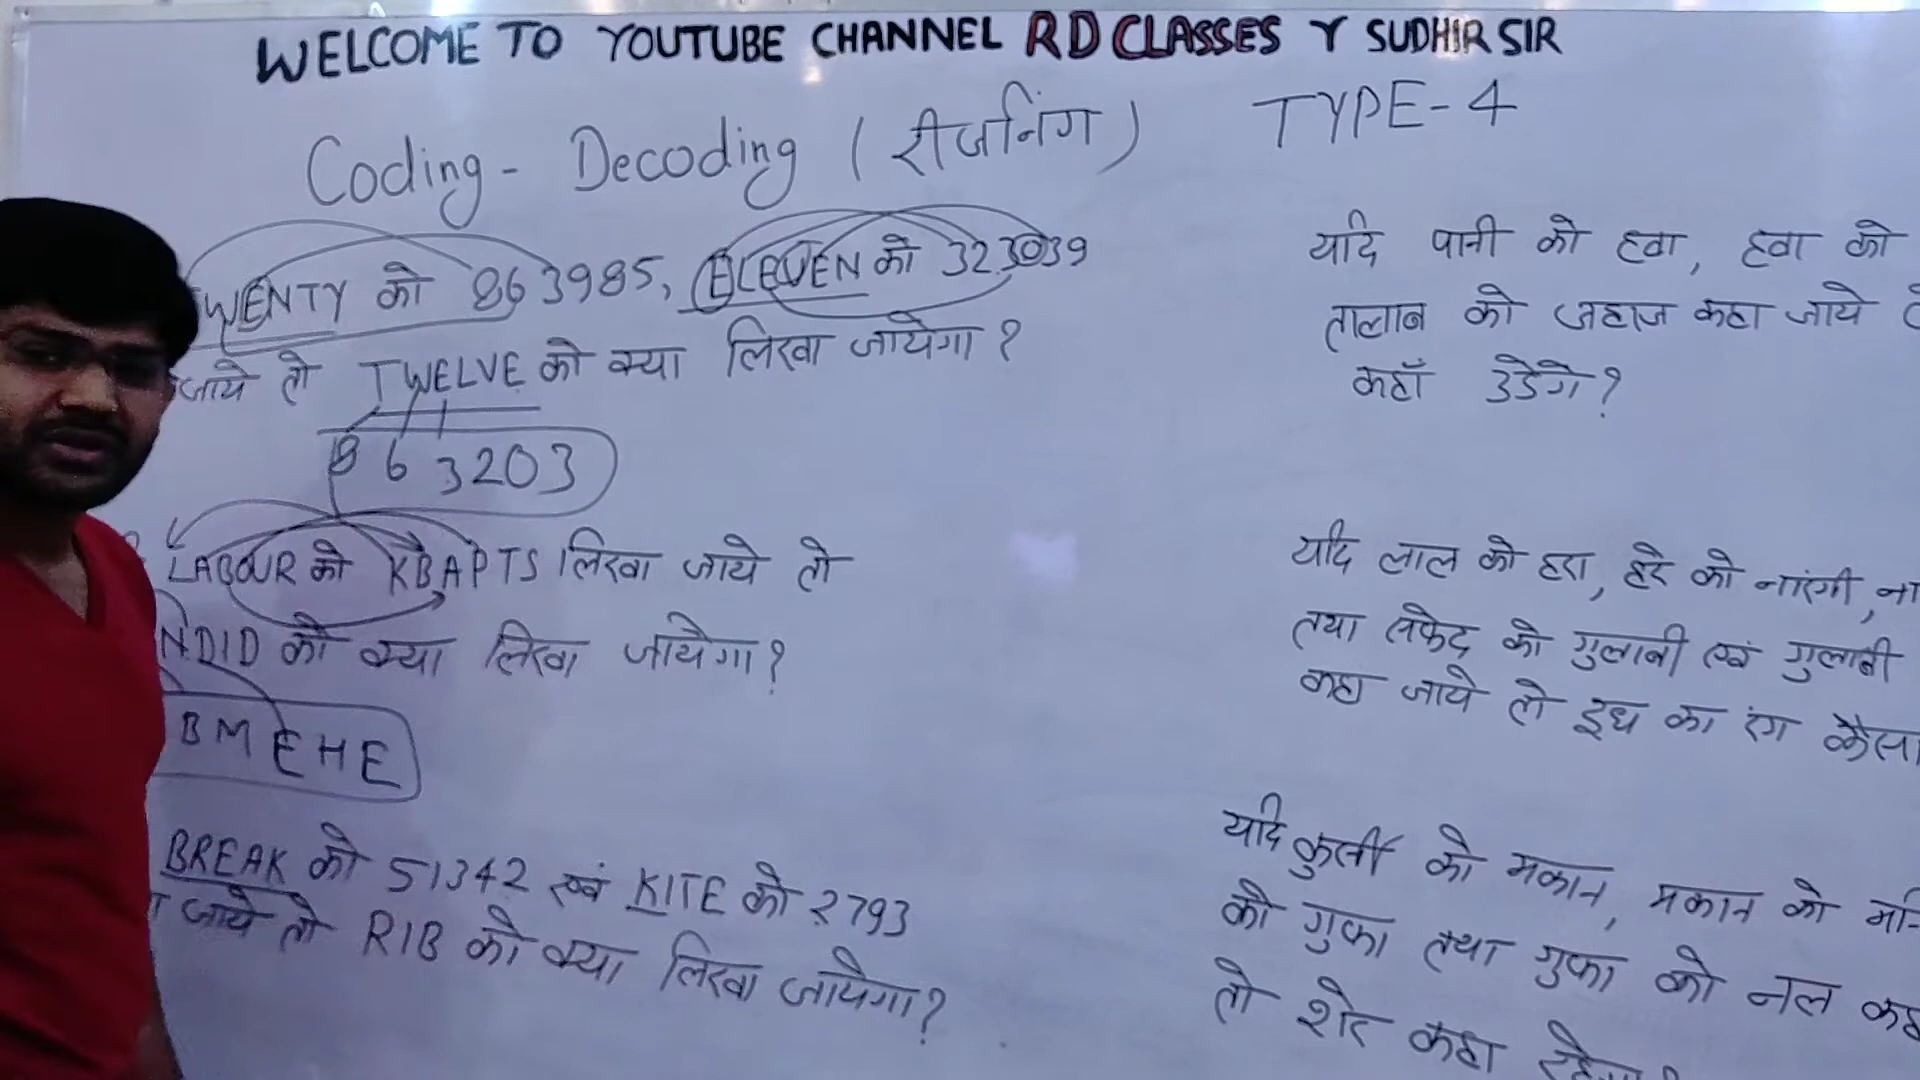 WELCOME TO YOUTUBE CHANNEL RD CLASSES Y SUDHIR SIR
Coding - Decoding ( रीजनिंग ) TYPE-4
WENTY को 863985, ELEVEN को 323039
जाये तो TWELVE को क्या लिखा जायेगा ?
863203
LABOUR को KBAPTS लिखा जाये तो
NDID को क्या लिखा जायेगा ?
BMEHE
BREAK को 51342 एवं KITE को 2793
जाये तो RIB को क्या लिखा जायेगा ?
यदि पानी को हवा, हवा को
तालाब को जहाज कहा जाये
कहाँ उडेगे ?
यदि लाल को हरा, हरे को नारंगी, ना
तथा सफेद को गुलाबी एवं गुलाबी
कहा जाये तो दूध का रंग कैसा
यदि कुर्सी को मकान, मकान को
को गुफा तथा गुफा को नल कह
तो शेर कहा